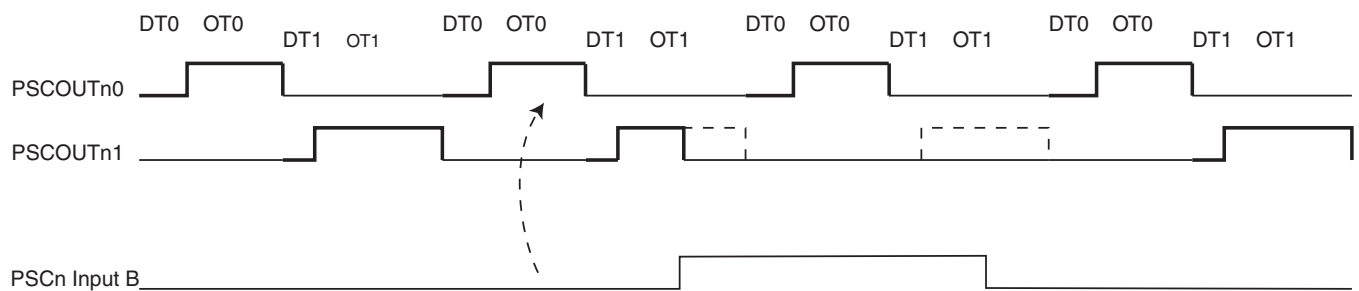 DT0 OT0 DT0 OT0 DT0 OT0 DT0 OT0
DT1 OT1 DT1 OT1 DT1 OT1 DT1 OT1
PSCOUTn0
PSCOUTn1
PSCn Input B